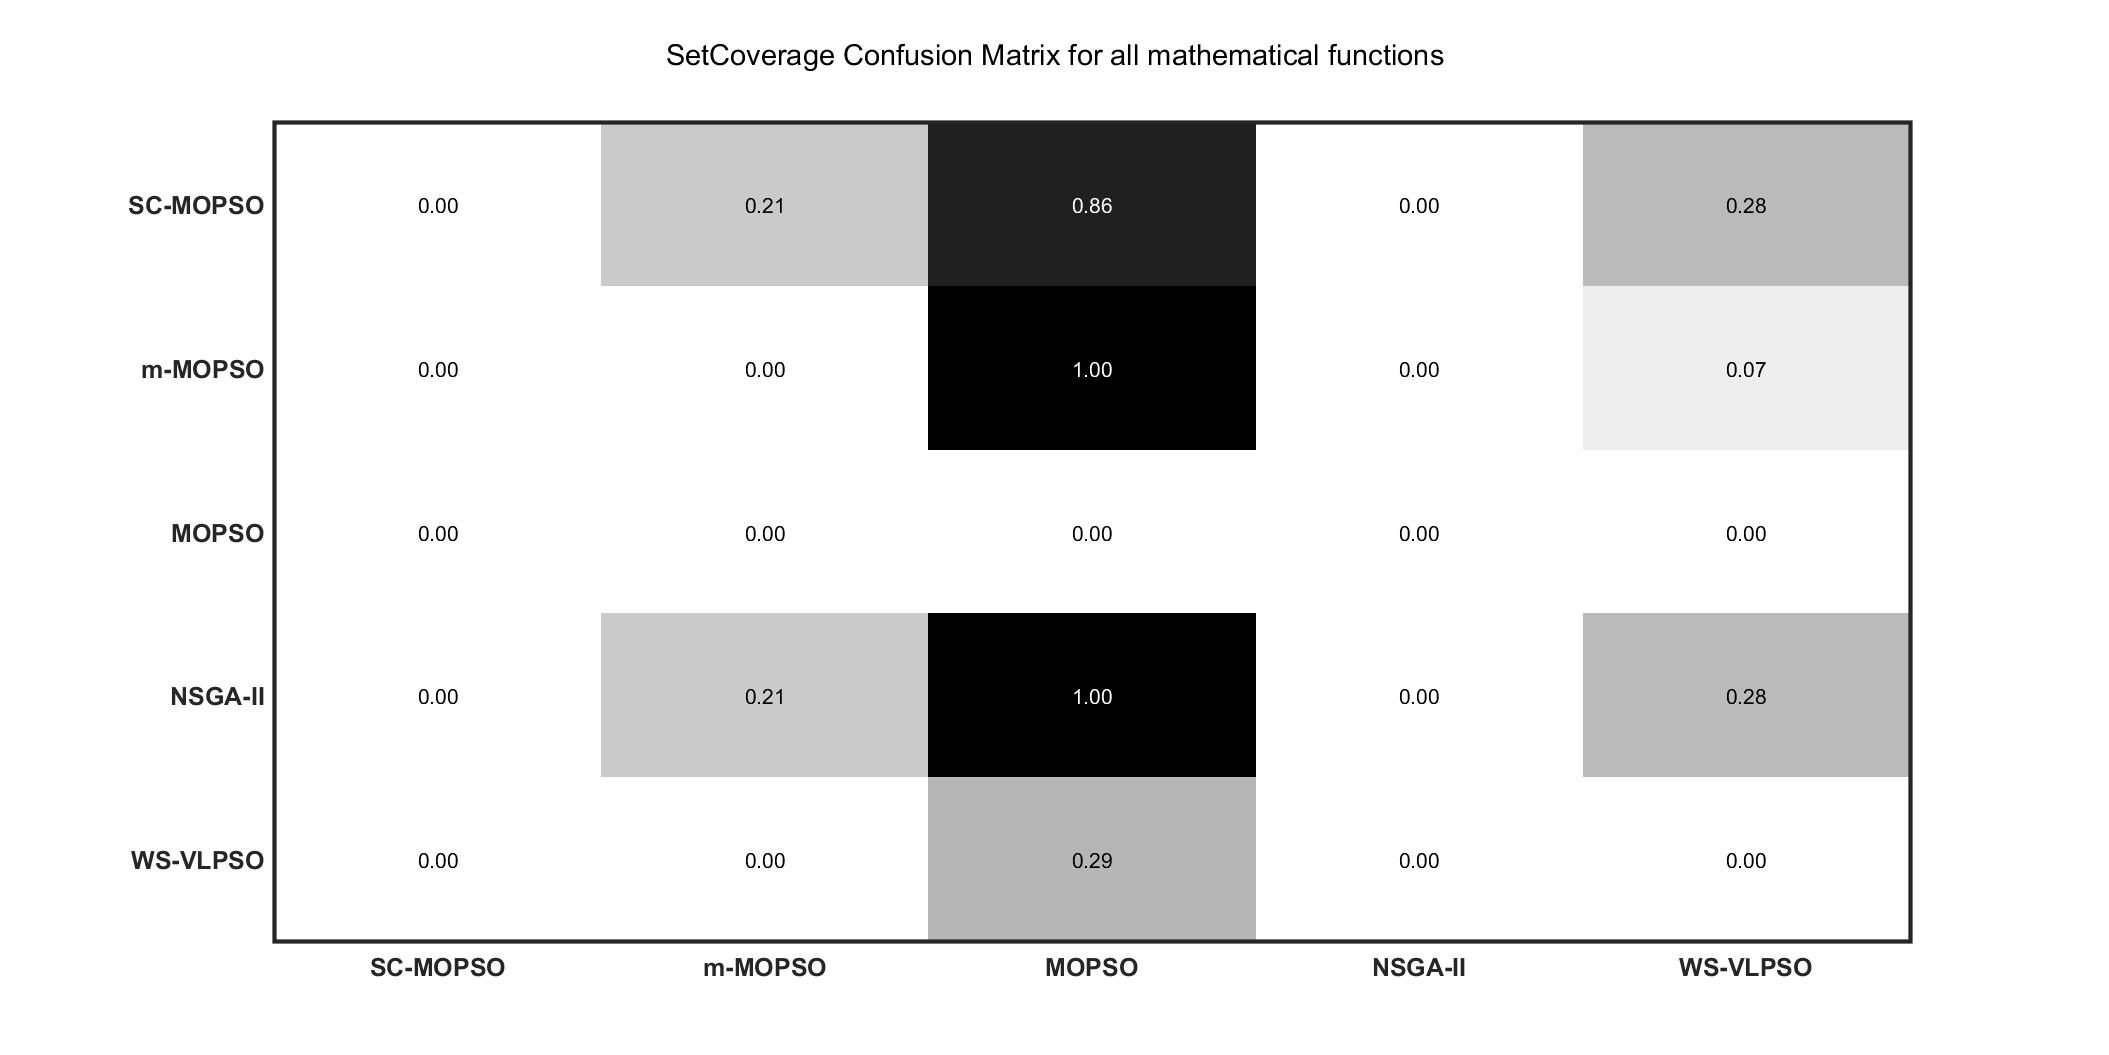 SetCoverage Confusion Matrix for all mathematical functions
SC-MOPSO 0.00 0.21 0.86 0.00 0.28
m-MOPSO 0.00 0.00 1.00 0.00 0.07
MOPSO 0.00 0.00 0.00 0.00 0.00
NSGA-II 0.00 0.21 1.00 0.00 0.28
WS-VLPSO 0.00 0.00 0.29 0.00 0.00
SC-MOPSO m-MOPSO MOPSO NSGA-II WS-VLPSO